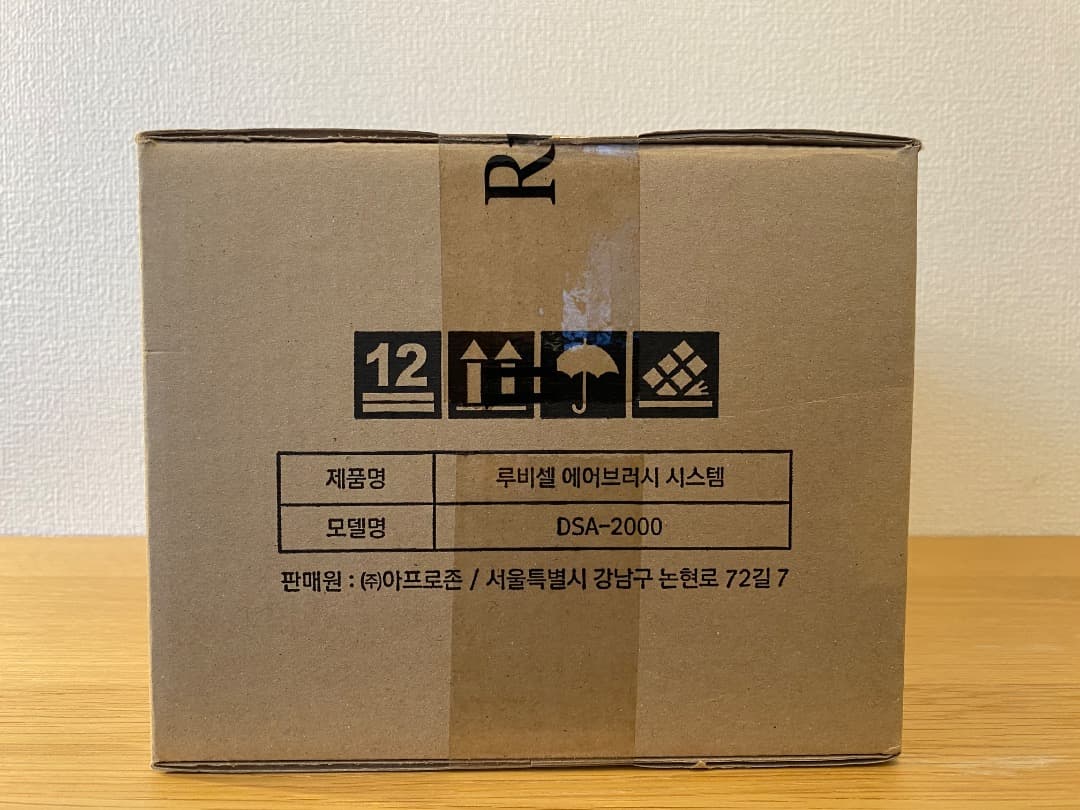 R
12
제품명 루비셀 에어브러시 시스템
모델명 DSA-2000
판매원 : ㈜아프로존 / 서울특별시 강남구 논현로 72길 7